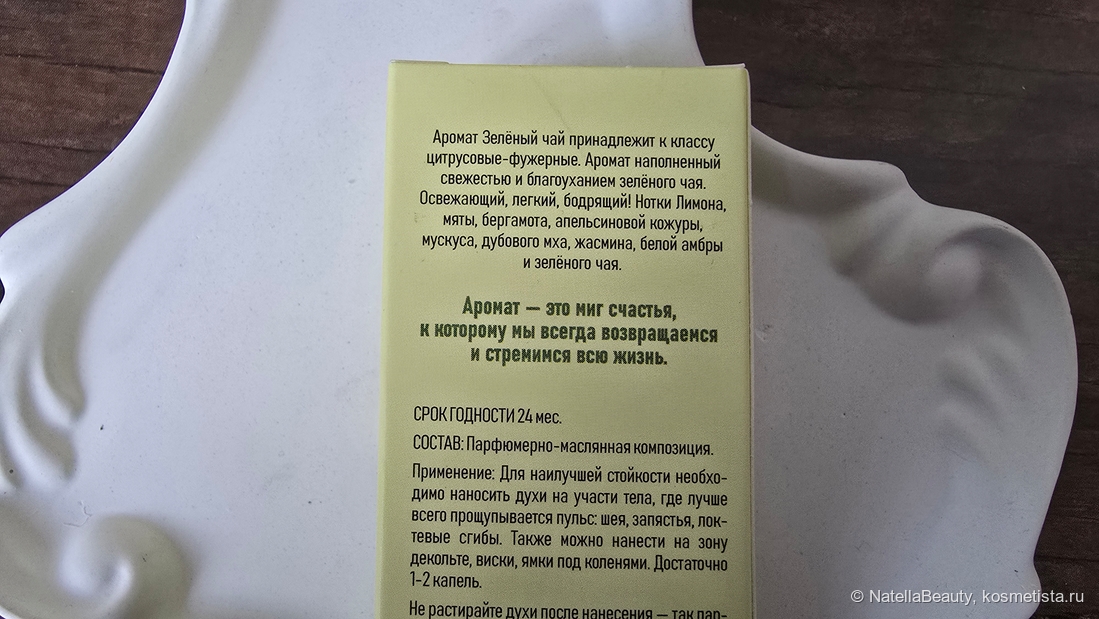 Аромат Зелёный чай принадлежит к классу
цитрусовые-фужерные. Аромат наполненный
свежестью и благоуханием зелёного чая.
Освежающий, легкий, бодрящий! Нотки Лимона,
мяты, бергамота, апельсиновой кожуры,
мускуса, дубового мха, жасмина, белой амбры
и зелёного чая.
Аромат — это миг счастья,
к которому мы всегда возвращаемся
и стремимся всю жизнь.
СРОК ГОДНОСТИ 24 мес.
СОСТАВ: Парфюмерно-маслянная композиция.
Применение: Для наилучшей стойкости необхо-
димо наносить духи на участи тела, где лучше
всего прощупывается пульс: шея, запястья, лок-
тевые сгибы. Также можно нанести на зону
декольте, виски, ямки под коленями. Достаточно
1-2 капель.
Не растирайте духи после нанесения — так пар-
© NatellaBeauty, kosmetista.ru